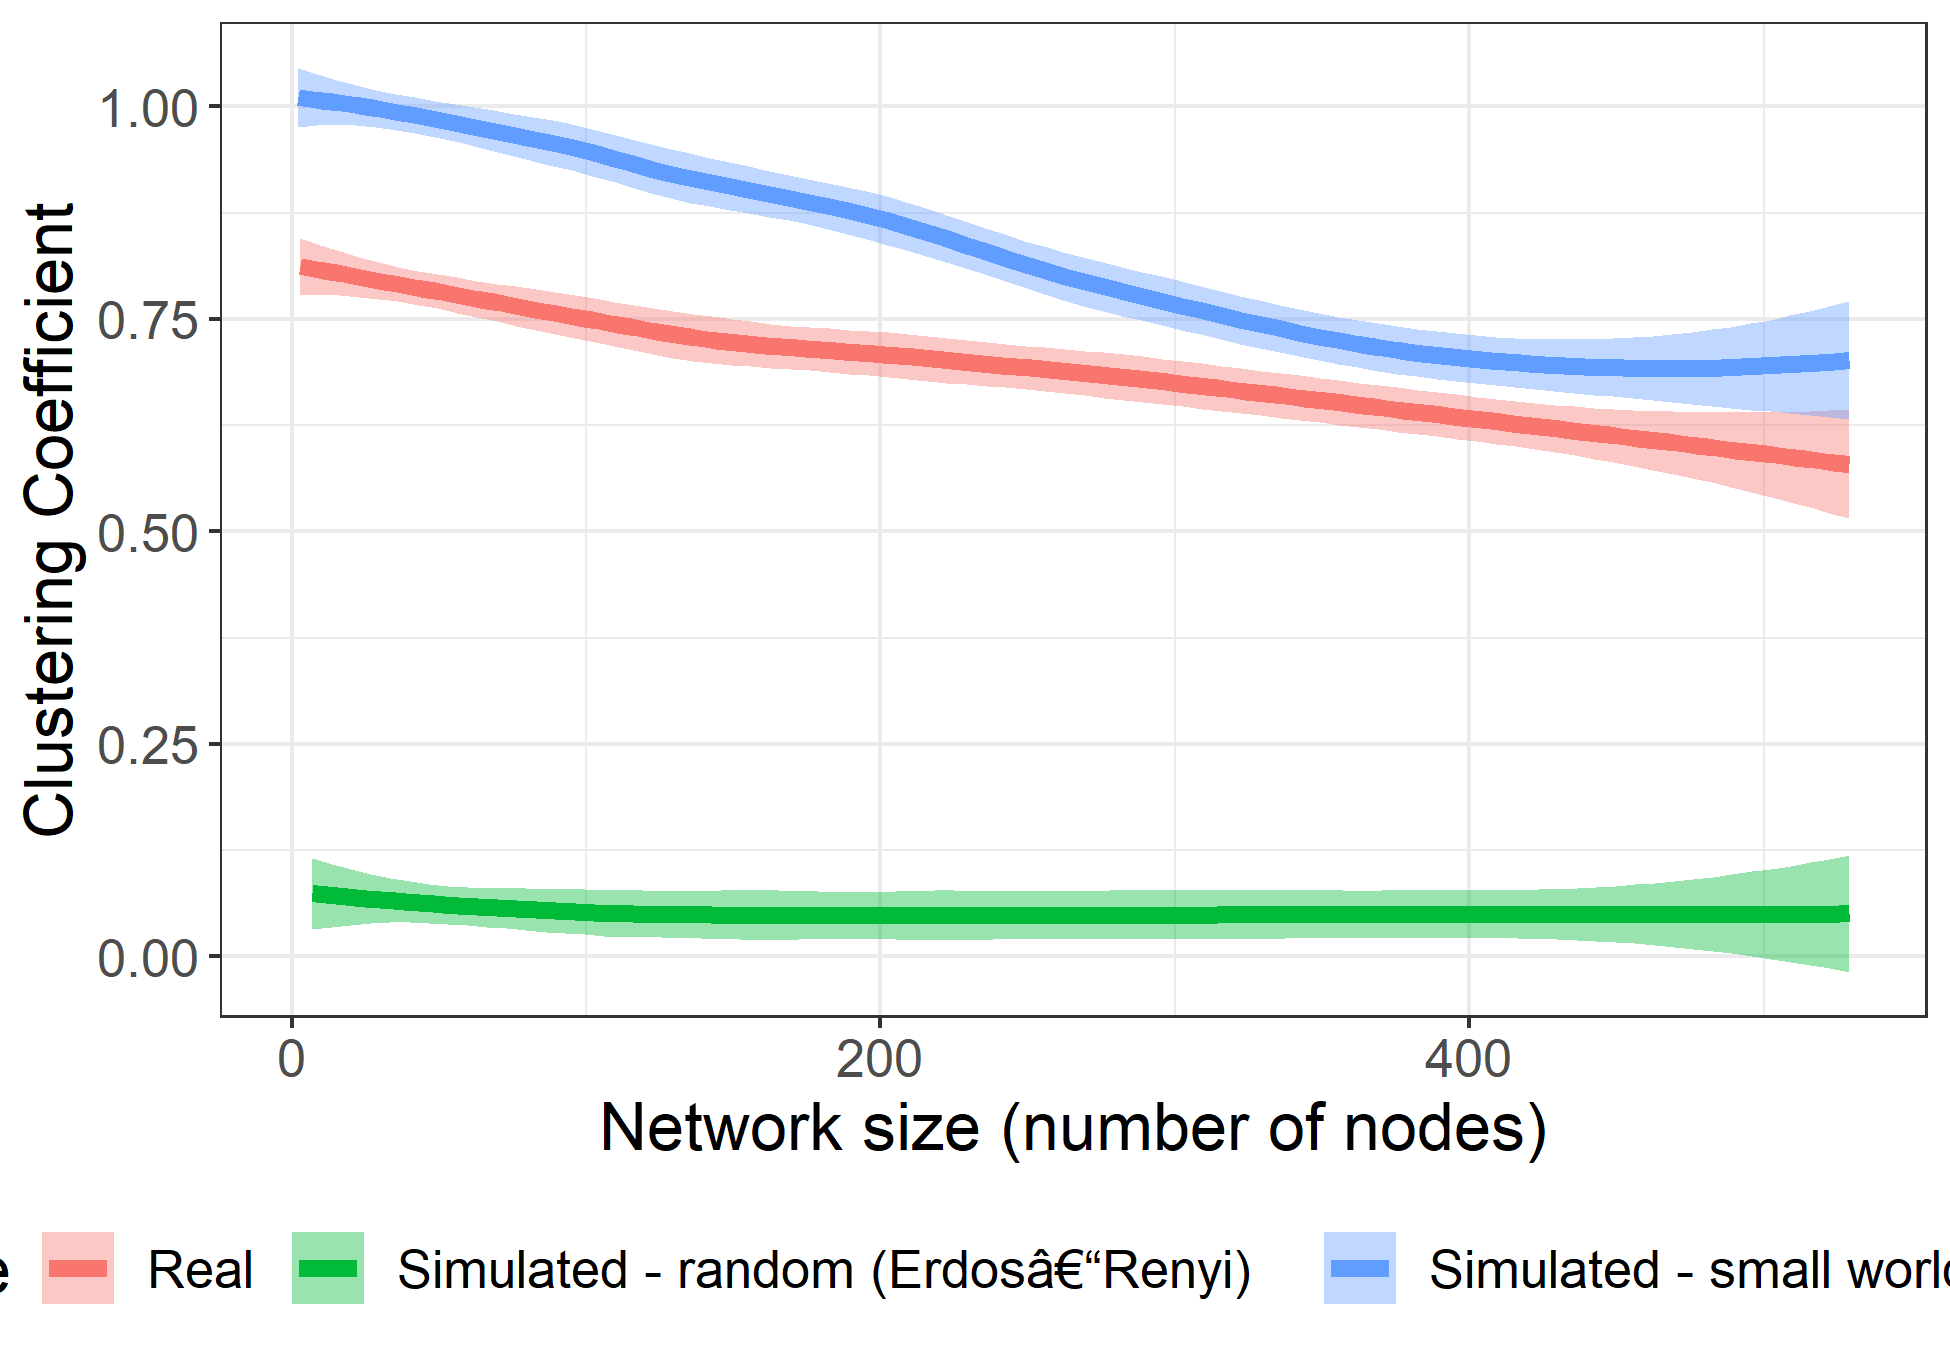 Clustering Coefficient
1.00
0.75
0.50
0.25
0.00
0 200 400
Network size (number of nodes)
e Real Simulated - random (Erdosâ€“Renyi) Simulated - small world